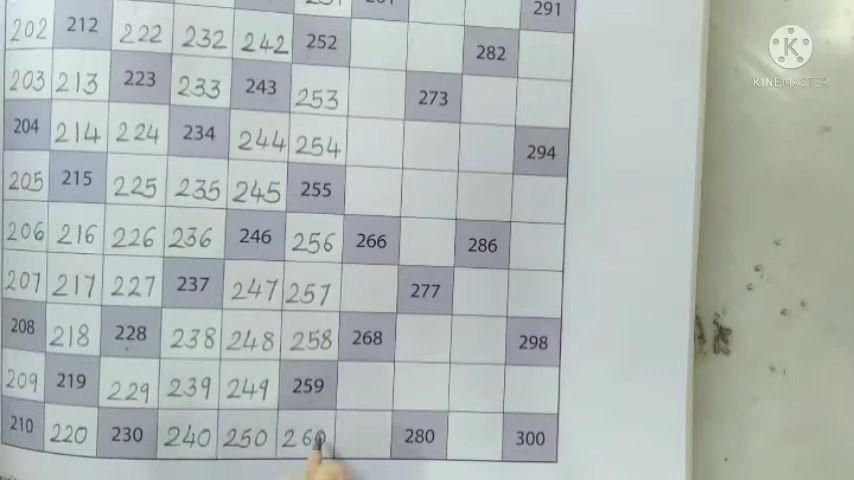 291
202 212 222 232 242 252 282
203 213 223 233 243 253 273
204 214 224 234 244 254 294
205 215 225 235 245 255
206 216 226 236 246 256 266 286
207 217 227 237 247 257 277
208 218 228 238 248 258 268 298
209 219 229 239 249 259
210 220 230 240 250 260 280 300
K
KINEMASTER